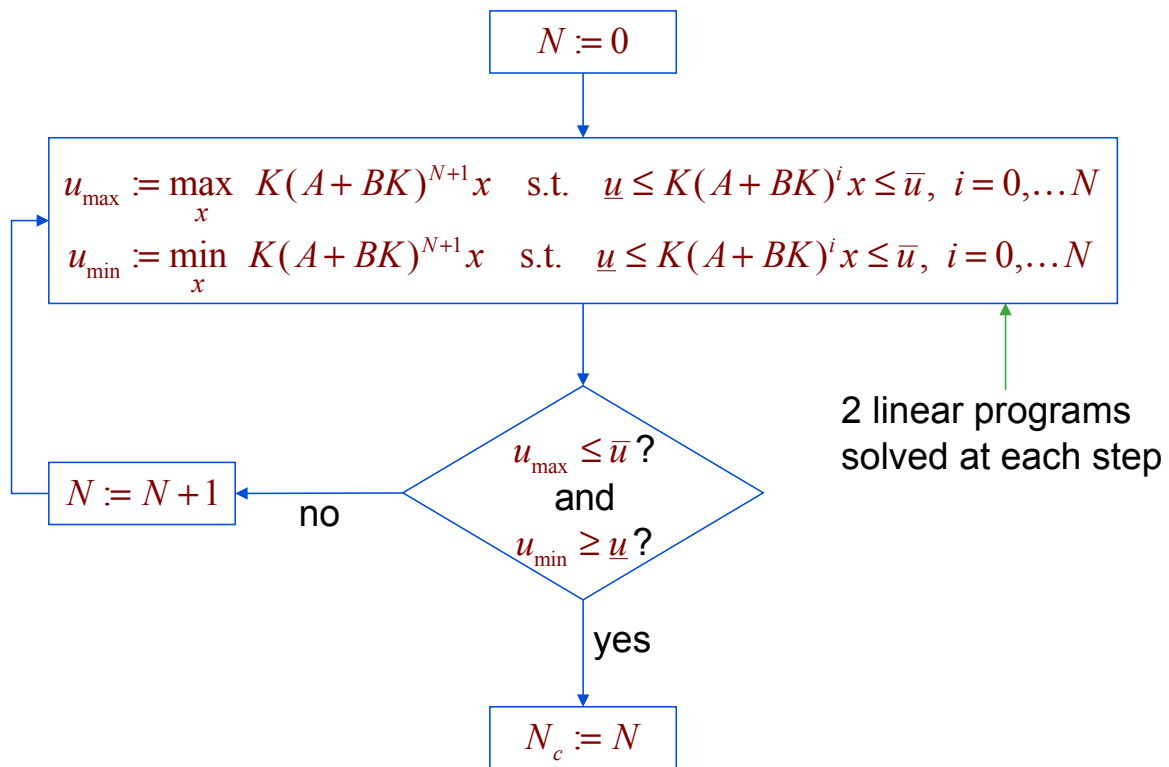 N := 0
u_max := max_x K(A + BK)^{N+1} x s.t. u̲ ≤ K(A + BK)^i x ≤ u̅, i = 0,…N
u_min := min_x K(A + BK)^{N+1} x s.t. u̲ ≤ K(A + BK)^i x ≤ u̅, i = 0,…N
2 linear programs
solved at each step
u_max ≤ u̅ ?
and
u_min ≥ u̲ ?
N := N + 1
no
yes
N_c := N